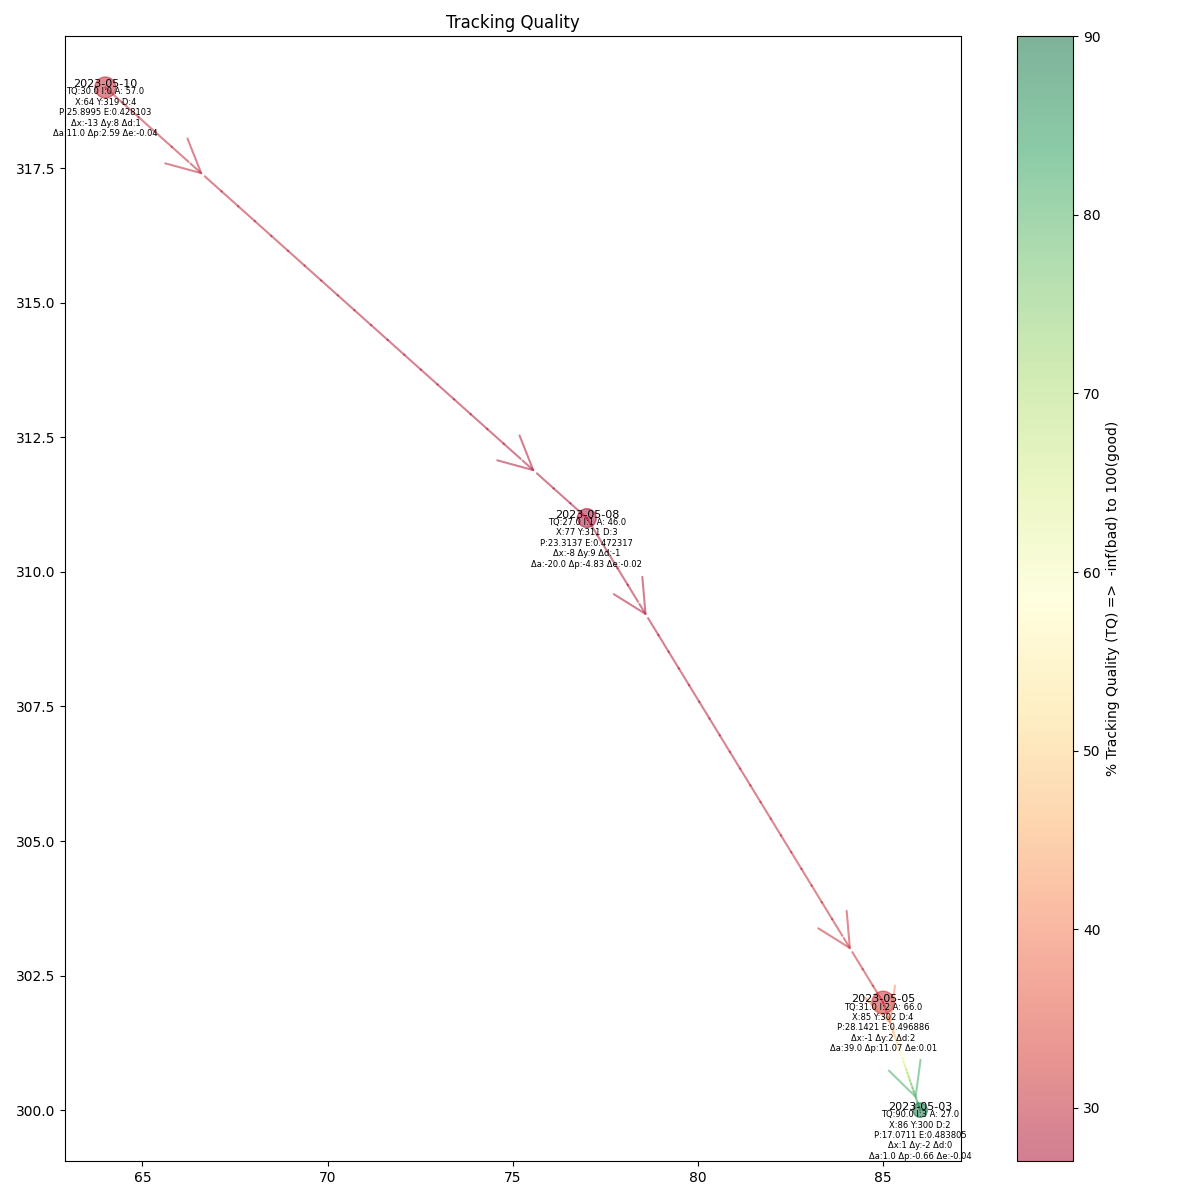 Tracking Quality
2023-05-10
TQ:30.0 I:0 A: 57.0
X:64 Y:319 D:4
P:25.8995 E:0.428103
Δx:-13 Δy:8 Δd:1
Δa:11.0 Δp:2.59 Δe:-0.04
2023-05-08
TQ:27.0 I:1 A: 46.0
X:77 Y:311 D:3
P:23.3137 E:0.472317
Δx:-8 Δy:9 Δd:-1
Δa:-20.0 Δp:-4.83 Δe:-0.02
2023-05-05
TQ:31.0 I:2 A: 66.0
X:85 Y:302 D:4
P:28.1421 E:0.496886
Δx:-1 Δy:2 Δd:2
Δa:39.0 Δp:11.07 Δe:0.01
2023-05-03
TQ:90.0 I:3 A: 27.0
X:86 Y:300 D:2
P:17.0711 E:0.483805
Δx:1 Δy:-2 Δd:0
Δa:1.0 Δp:-0.66 Δe:-0.04
317.5
315.0
312.5
310.0
307.5
305.0
302.5
300.0
65
70
75
80
85
90
80
70
60
50
40
30
% Tracking Quality (TQ) => -inf(bad) to 100(good)